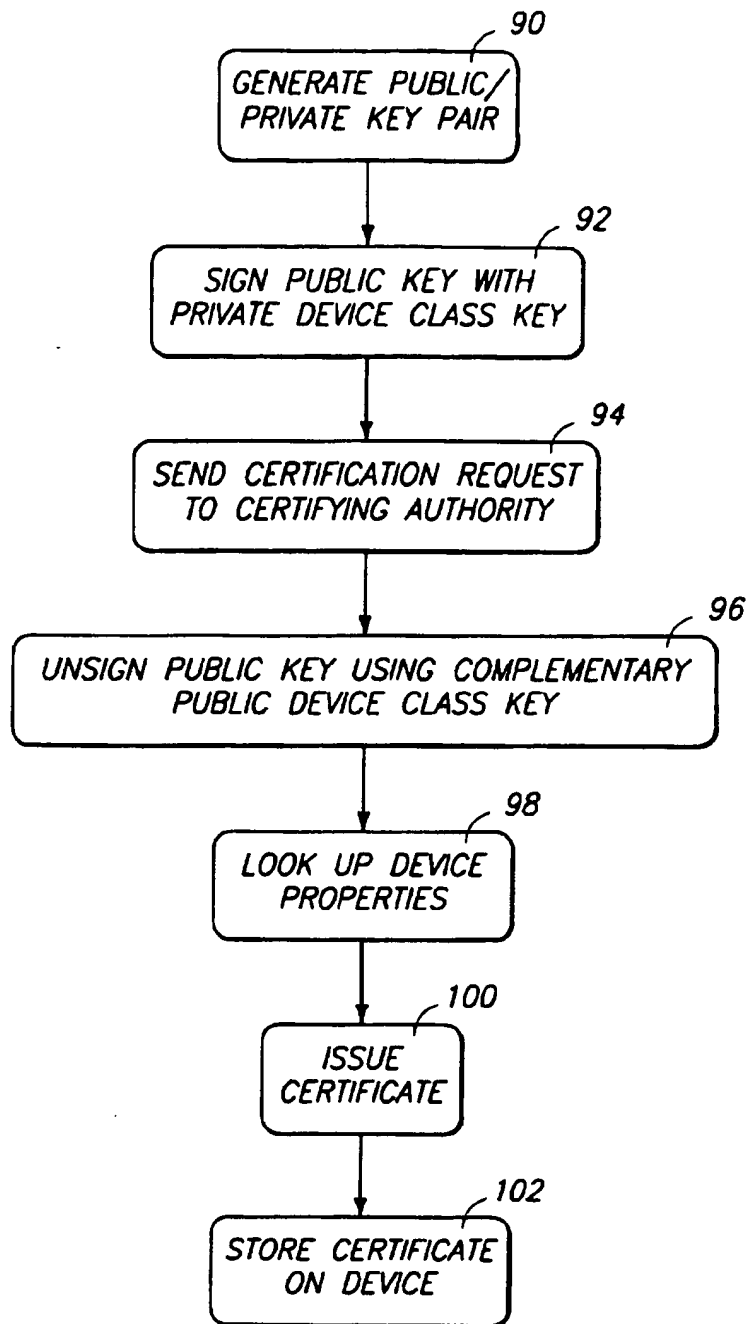 90
GENERATE PUBLIC/
PRIVATE KEY PAIR
92
SIGN PUBLIC KEY WITH
PRIVATE DEVICE CLASS KEY
94
SEND CERTIFICATION REQUEST
TO CERTIFYING AUTHORITY
96
UNSIGN PUBLIC KEY USING COMPLEMENTARY
PUBLIC DEVICE CLASS KEY
98
LOOK UP DEVICE
PROPERTIES
100
ISSUE
CERTIFICATE
102
STORE CERTIFICATE
ON DEVICE